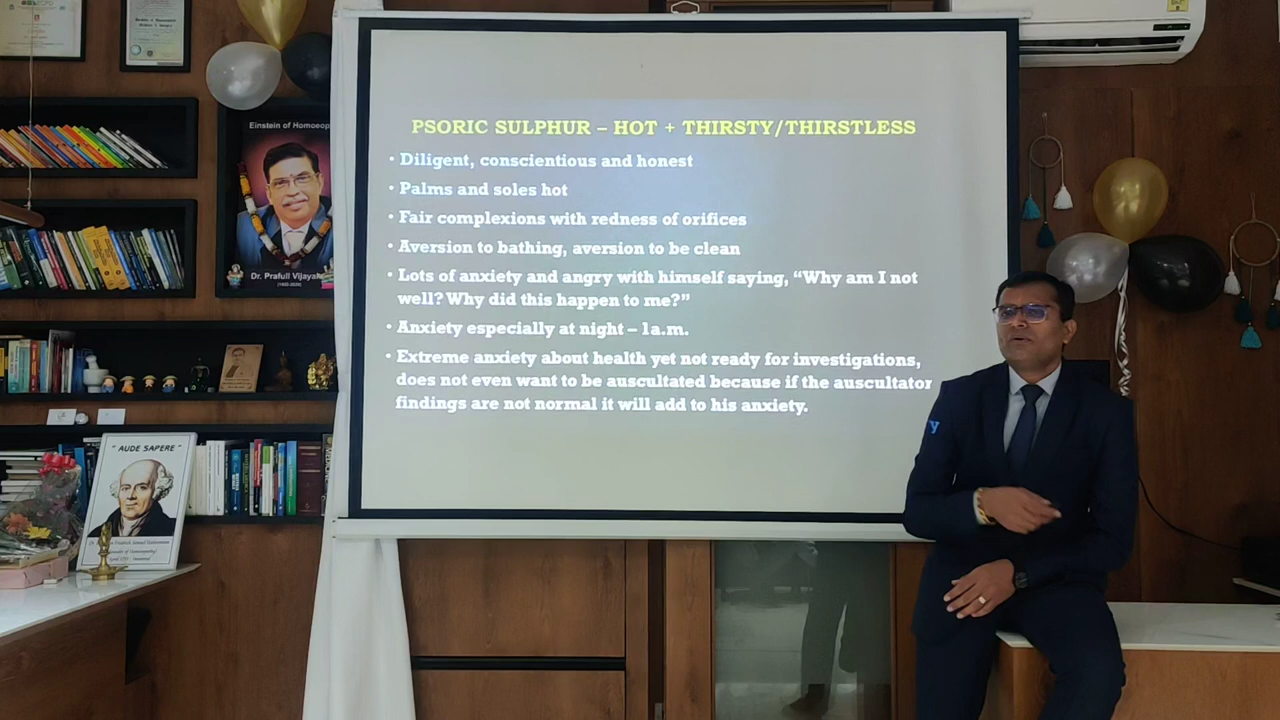 Einstein of Homoeop
Dr. Prafull Vijaya
" AUDE SAPERE "
PSORIC SULPHUR – HOT + THIRSTY/THIRSTLESS
• Diligent, conscientious and honest
• Palms and soles hot
• Fair complexions with redness of orifices
• Aversion to bathing, aversion to be clean
• Lots of anxiety and angry with himself saying, “Why am I not
well? Why did this happen to me?”
• Anxiety especially at night – 1a.m.
• Extreme anxiety about health yet not ready for investigations,
does not even want to be auscultated because if the auscultator
findings are not normal it will add to his anxiety.
y